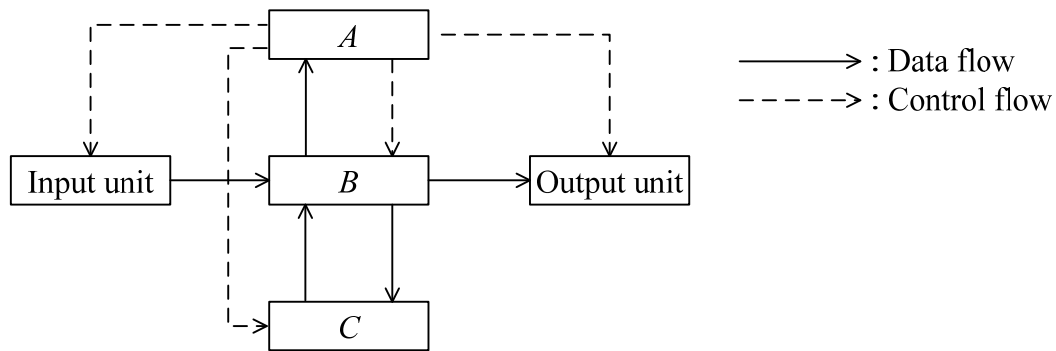 A
: Data flow
: Control flow
Input unit
B
Output unit
C